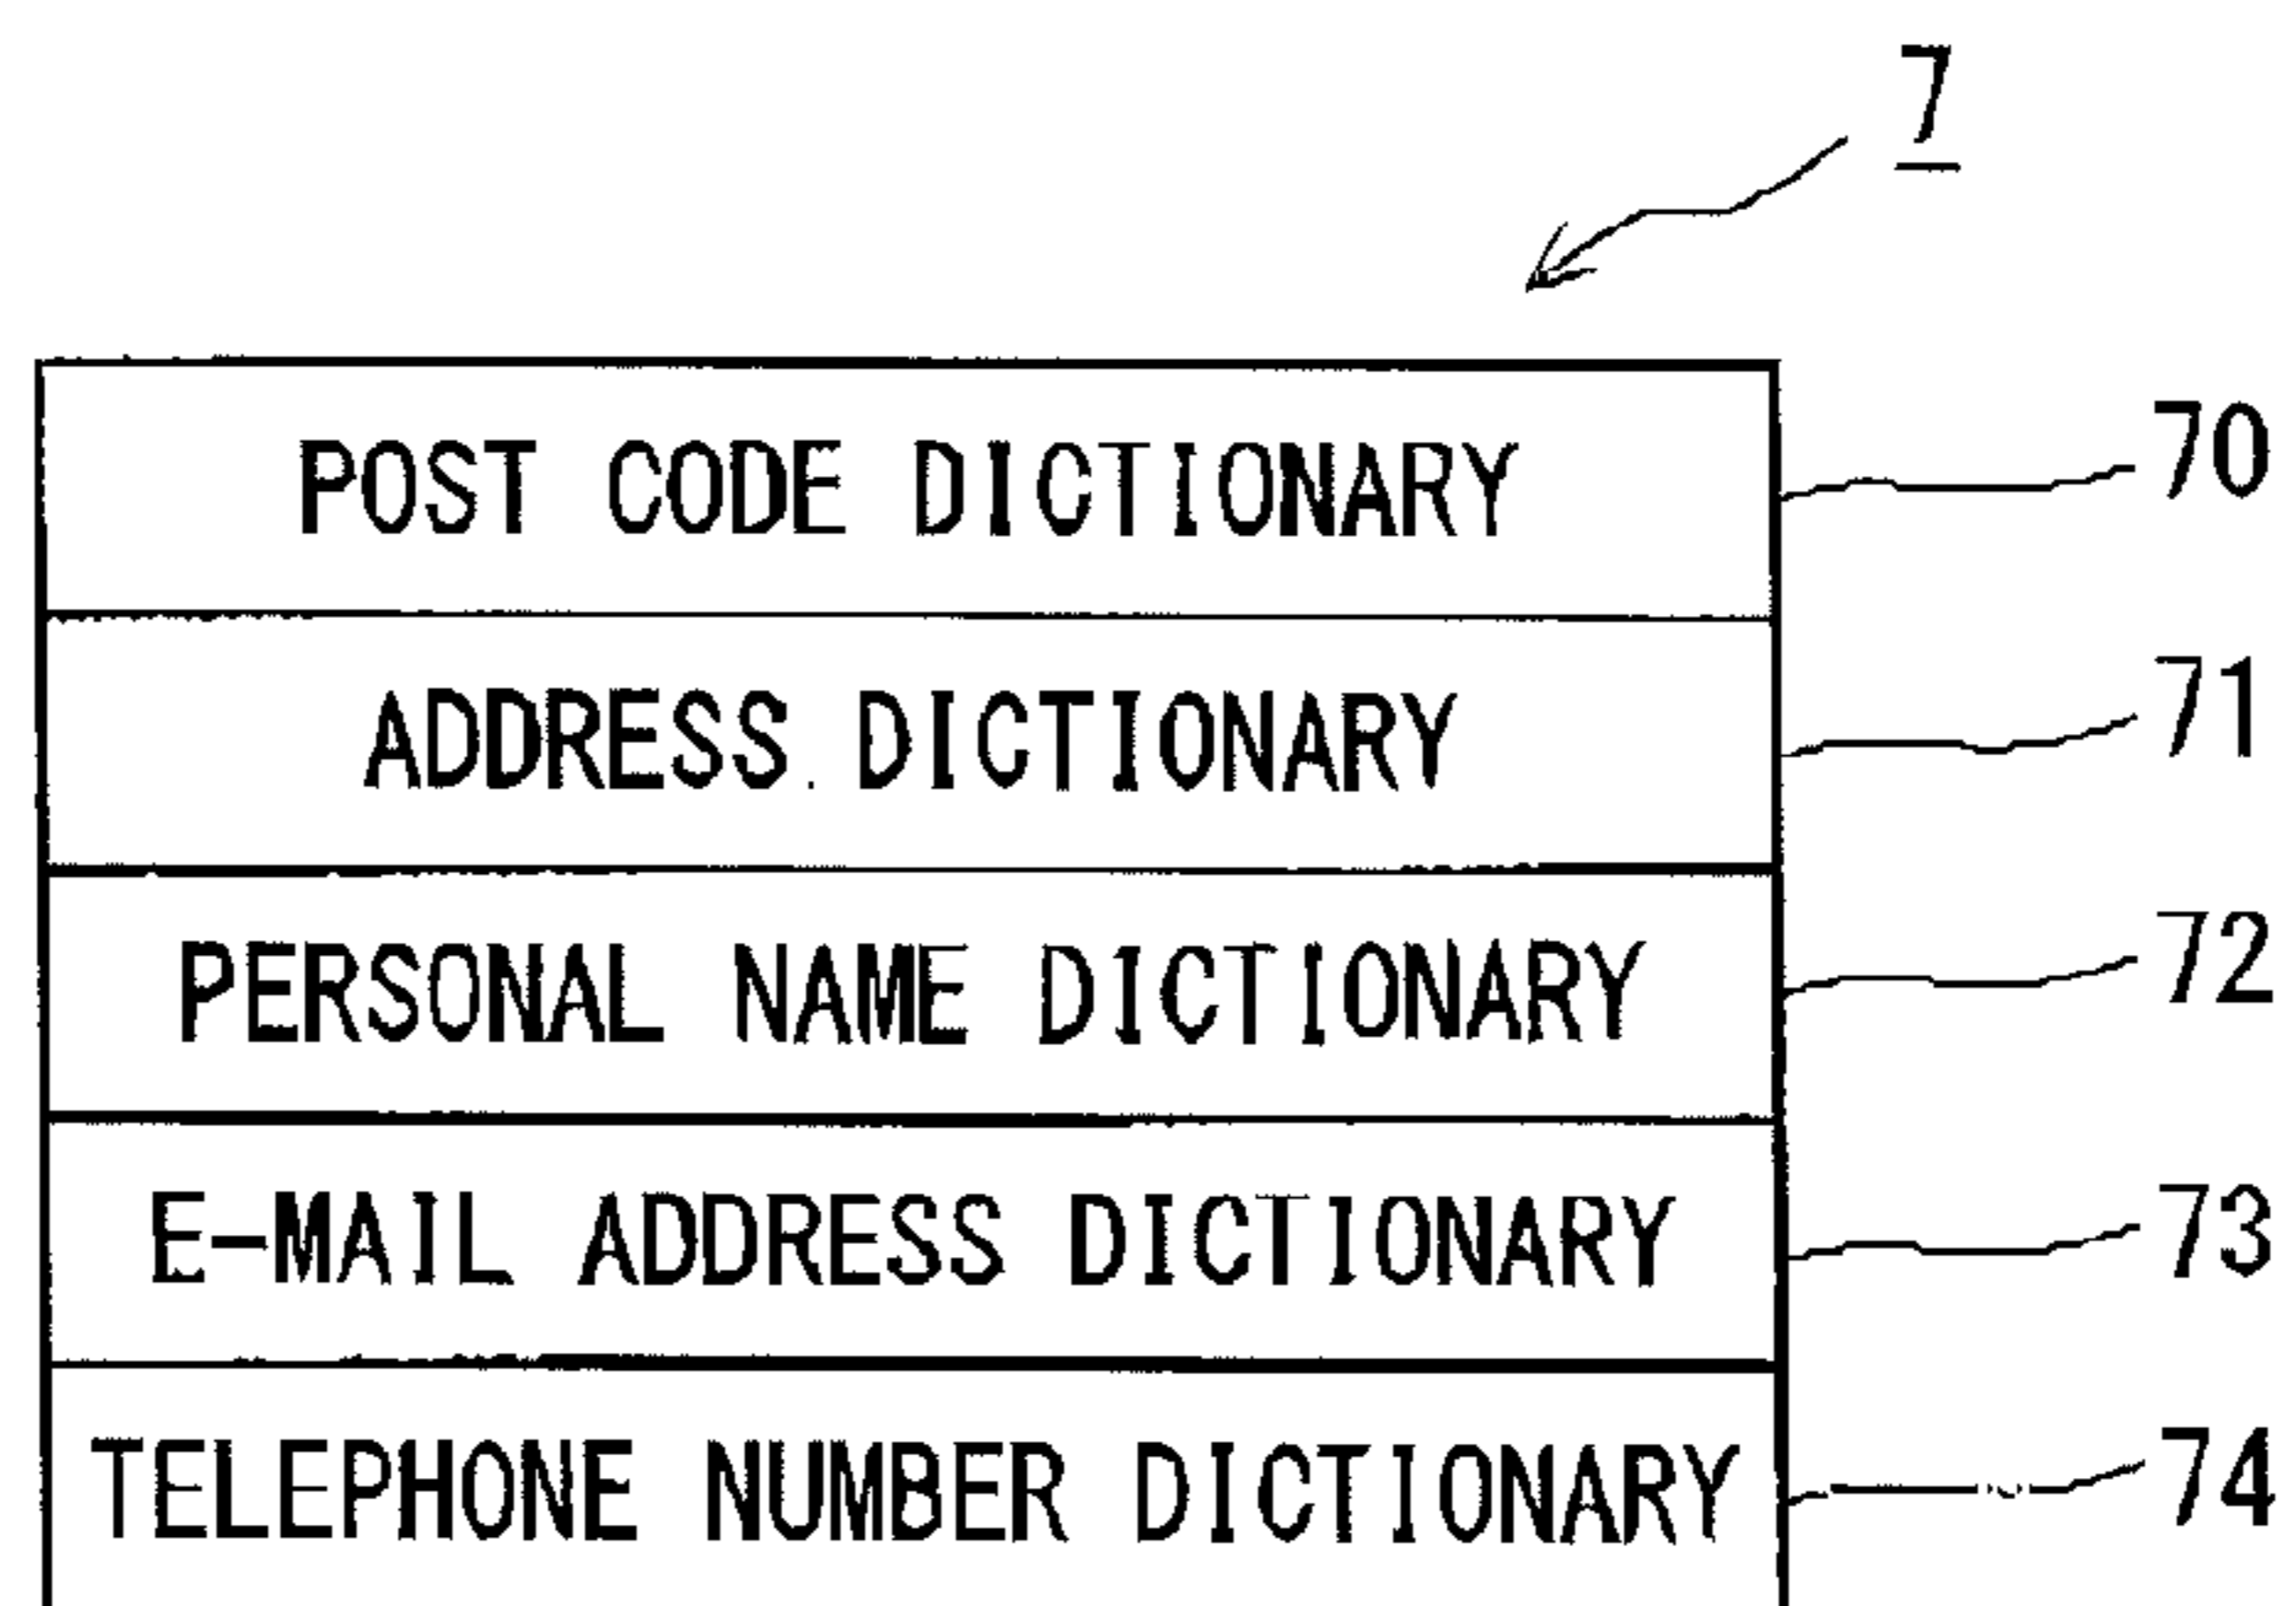 7
POST CODE DICTIONARY 70
ADDRESS DICTIONARY 71
PERSONAL NAME DICTIONARY 72
E-MAIL ADDRESS DICTIONARY 73
TELEPHONE NUMBER DICTIONARY 74